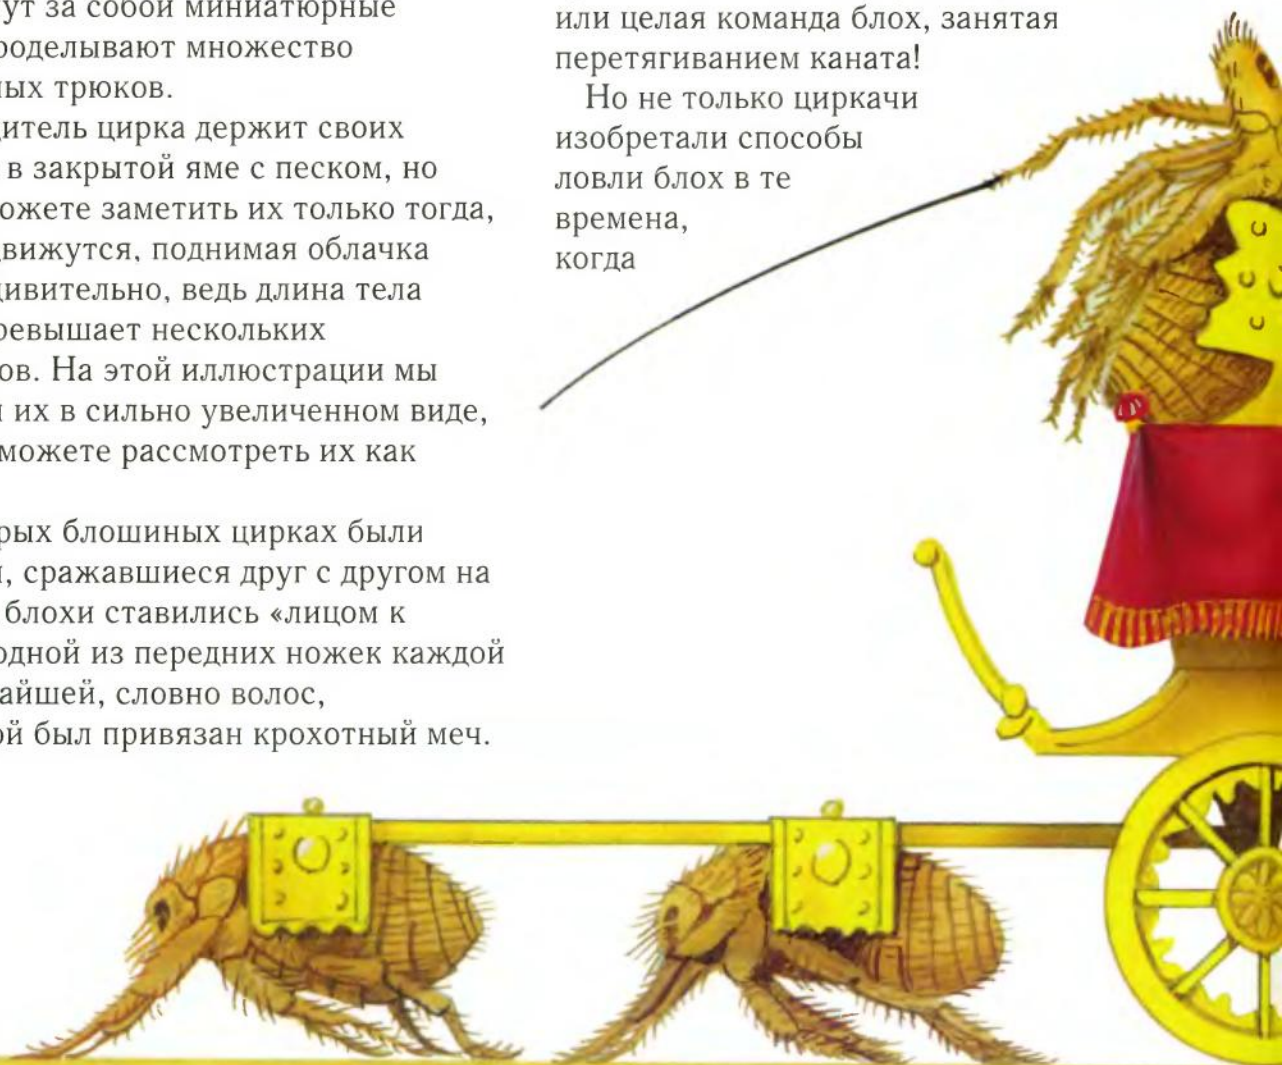 ут за собой миниатюрные
роделывают множество
ных трюков.
дитель цирка держит своих
в закрытой яме с песком, но
ожете заметить их только тогда,
движутся, поднимая облачка
дивительно, ведь длина тела
ревышает нескольких
ов. На этой иллюстрации мы
и их в сильно увеличенном виде,
можете рассмотреть их как
рых блошиных цирках были
и, сражавшиеся друг с другом на
блохи ставились «лицом к
одной из передних ножек каждой
айшей, словно волос,
ой был привязан крохотный меч.
или целая команда блох, занятая
перетягиванием каната!
Но не только циркачи
изобретали способы
ловли блох в те
времена,
когда